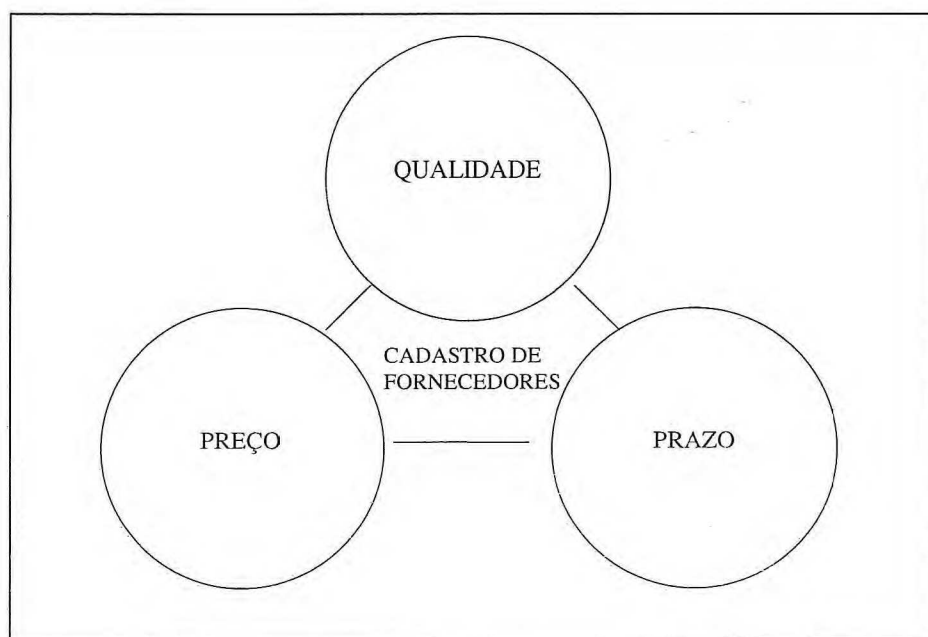 QUALIDADE
CADASTRO DE
FORNECEDORES
PREÇO
PRAZO